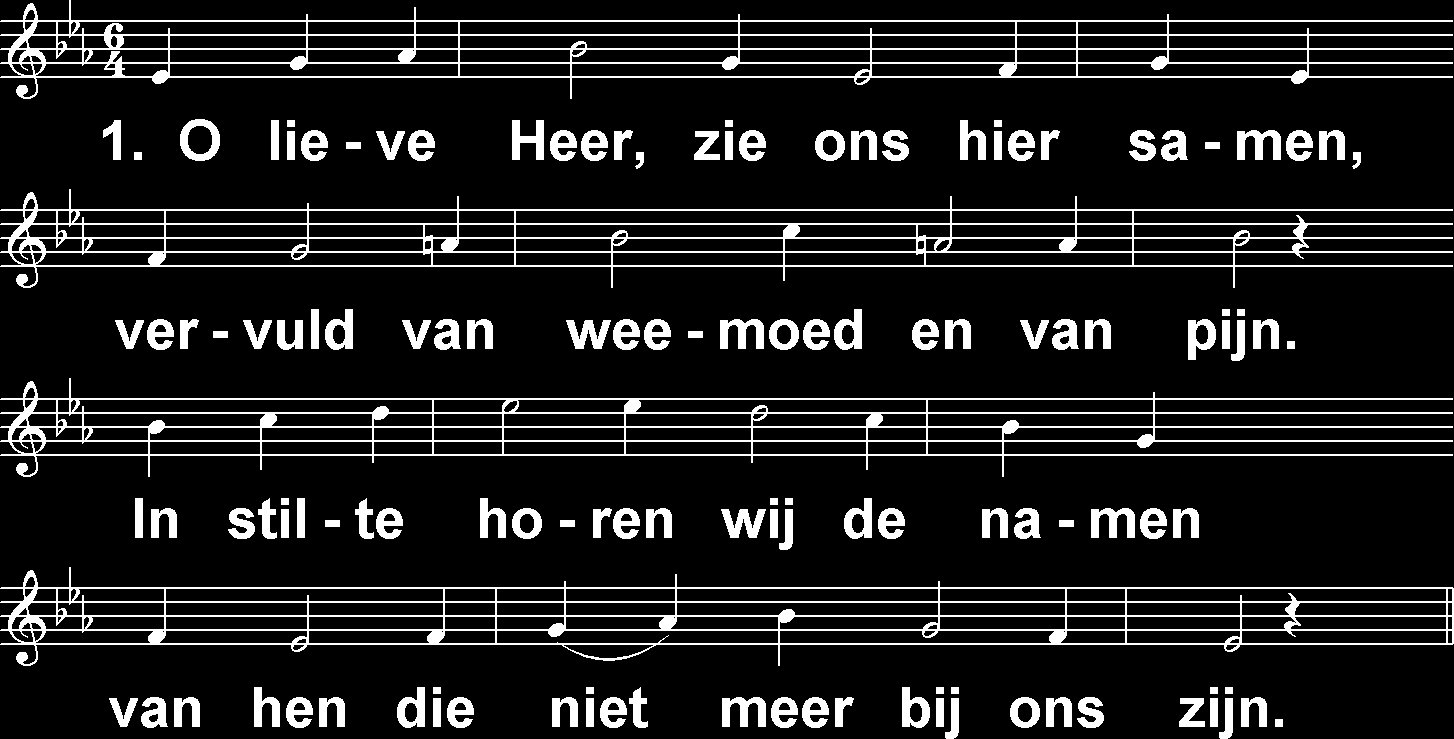 1. O lie - ve Heer, zie ons hier sa - men,
ver - vuld van wee - moed en van pijn.
In stil - te ho - ren wij de na - men
van hen die niet meer bij ons zijn.